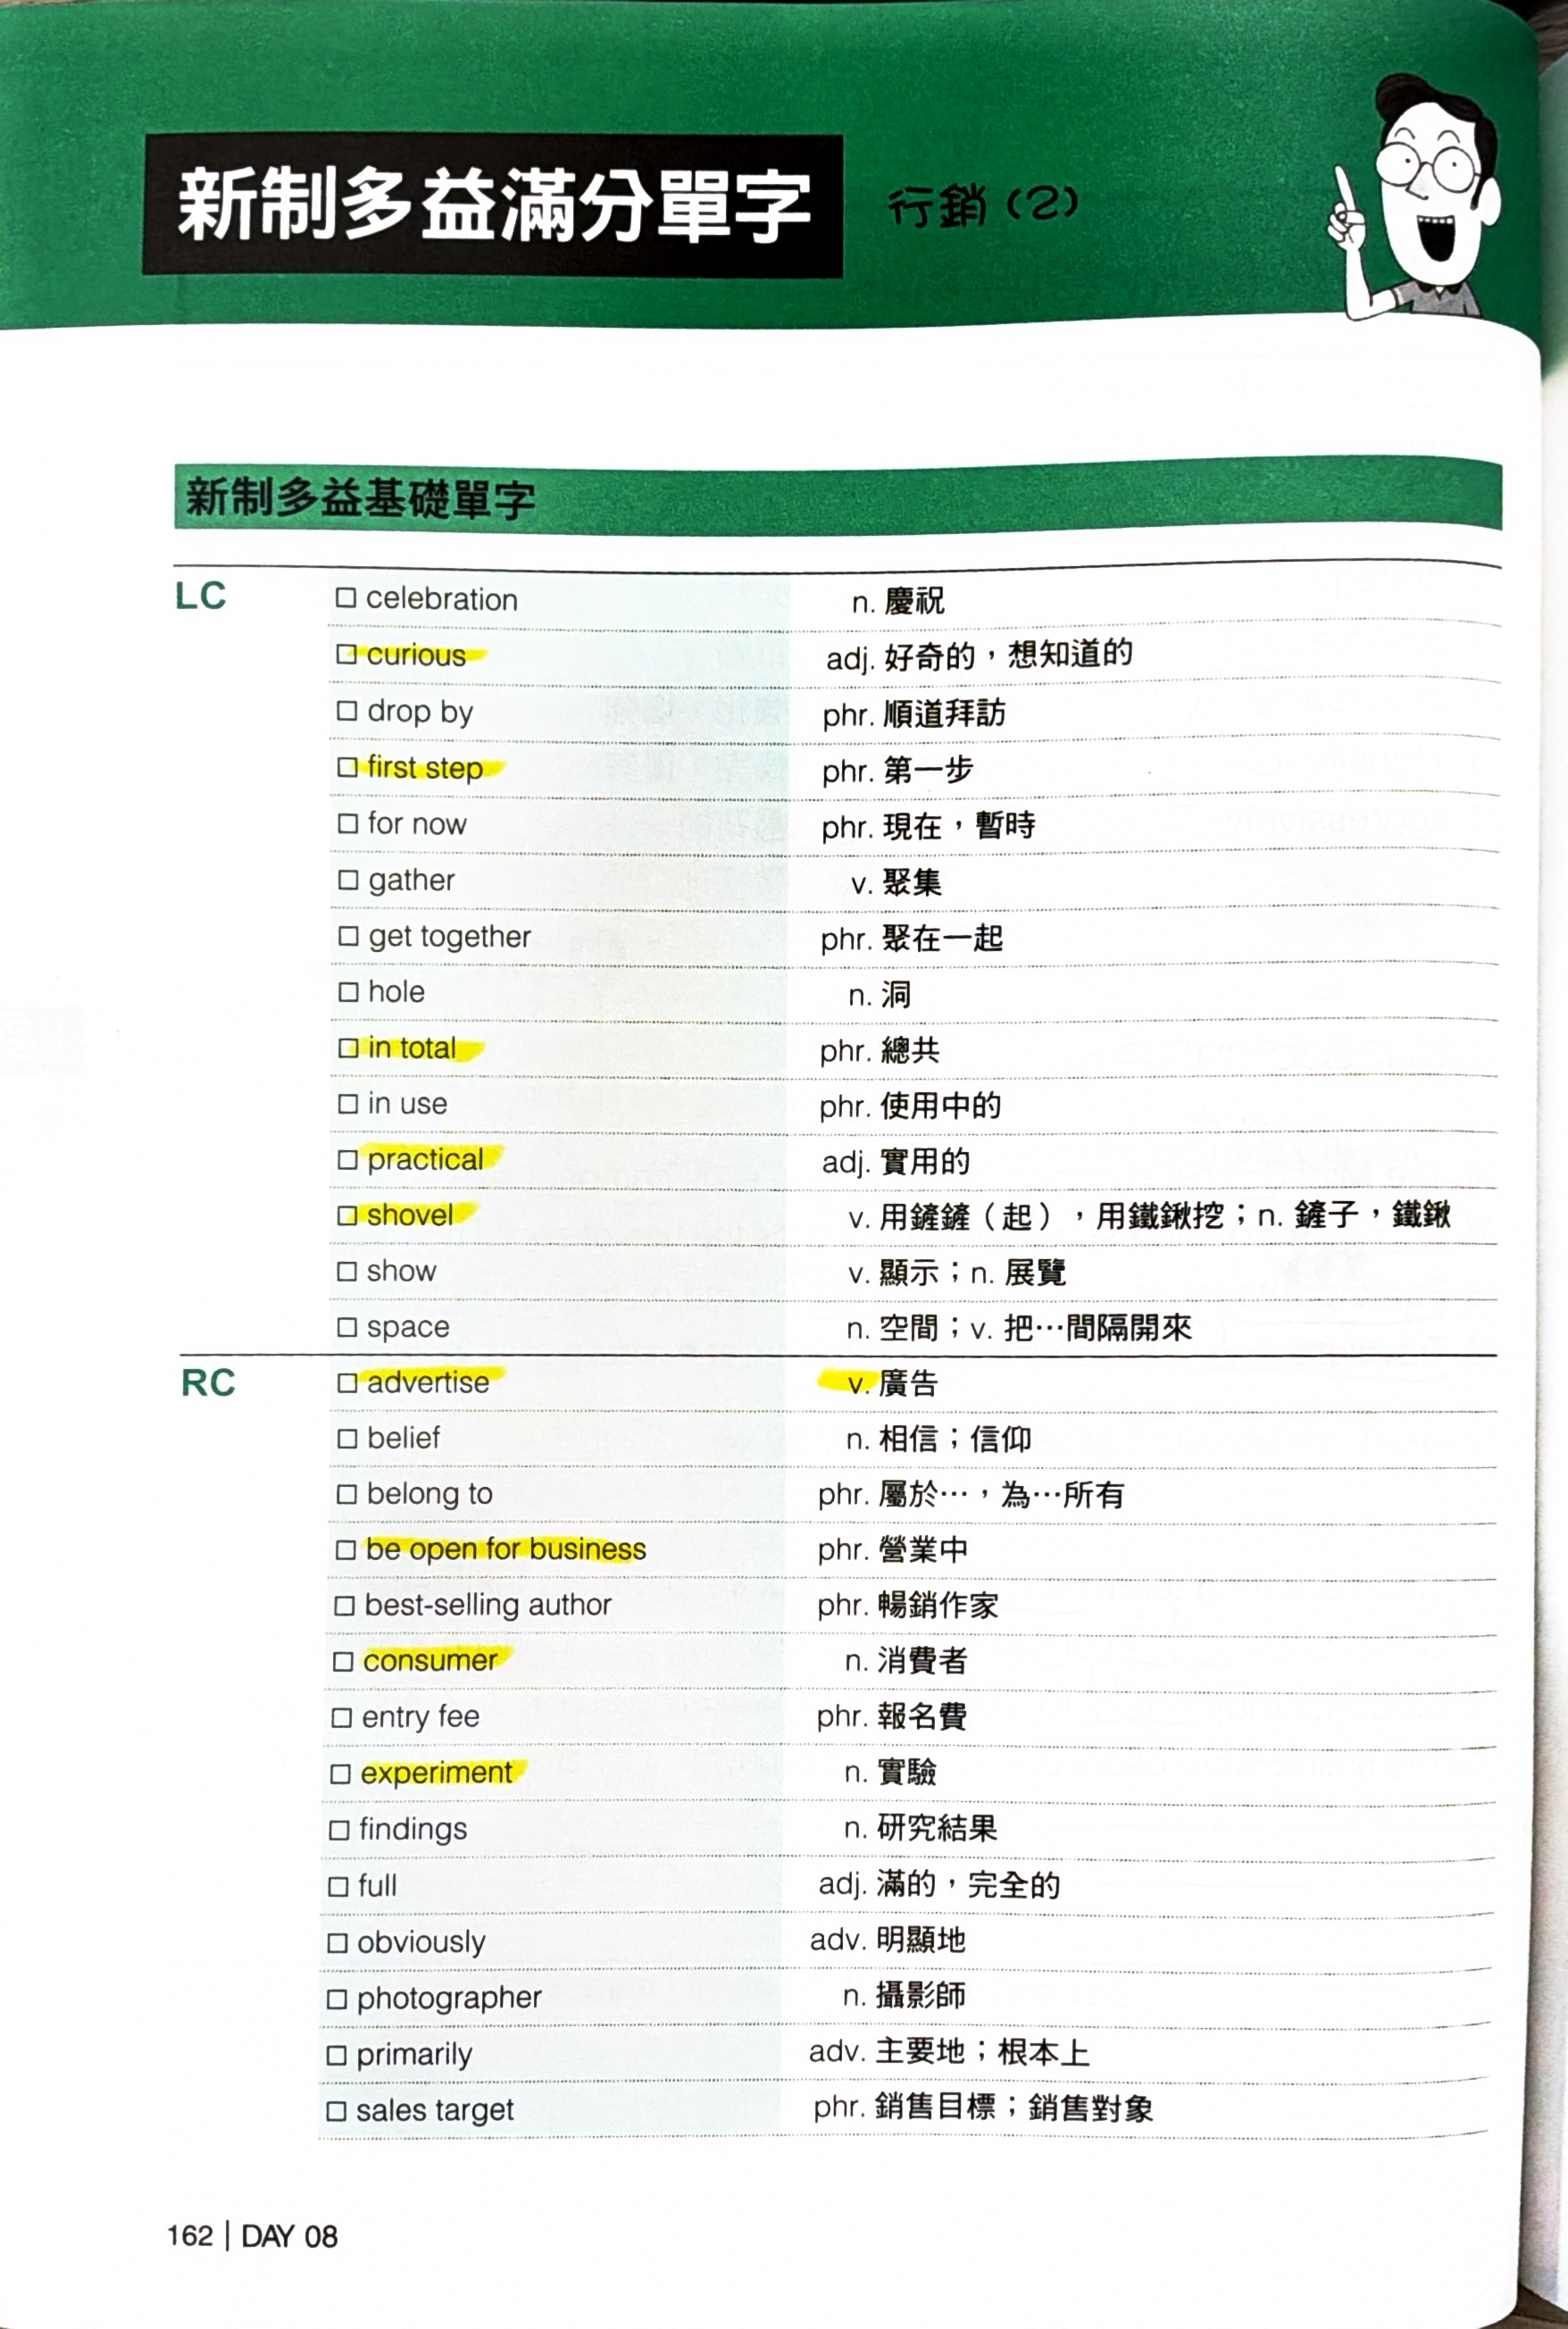 新制多益滿分單字 行銷(2)
新制多益基礎單字
LC □ celebration n. 慶祝
□ curious adj. 好奇的，想知道的
□ drop by phr. 順道拜訪
□ first step phr. 第一步
□ for now phr. 現在，暫時
□ gather v. 聚集
□ get together phr. 聚在一起
□ hole n. 洞
□ in total phr. 總共
□ in use phr. 使用中的
□ practical adj. 實用的
□ shovel v. 用鏟鏟（起），用鐵鍬挖；n. 鏟子，鐵鍬
□ show v. 顯示；n. 展覽
□ space n. 空間；v. 把…間隔開來
RC □ advertise v. 廣告
□ belief n. 相信；信仰
□ belong to phr. 屬於…，為…所有
□ be open for business phr. 營業中
□ best-selling author phr. 暢銷作家
□ consumer n. 消費者
□ entry fee phr. 報名費
□ experiment n. 實驗
□ findings n. 研究結果
□ full adj. 滿的，完全的
□ obviously adv. 明顯地
□ photographer n. 攝影師
□ primarily adv. 主要地；根本上
□ sales target phr. 銷售目標；銷售對象
162 | DAY 08